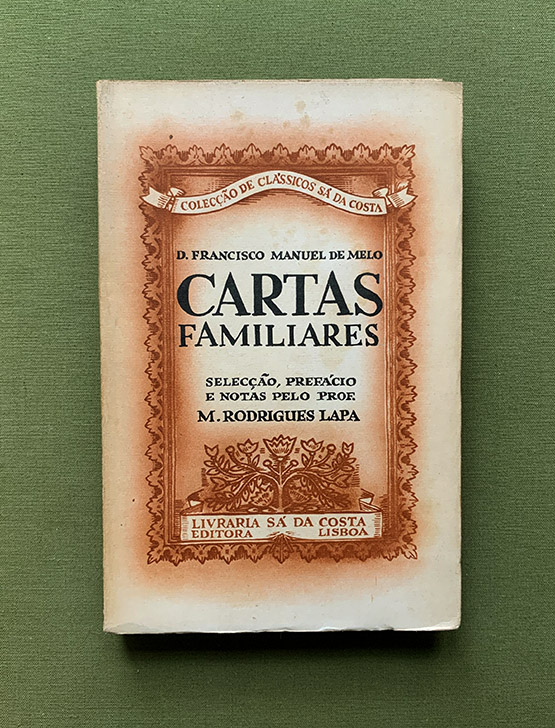 COLECÇÃO DE CLÁSSICOS SÁ DA COSTA
D. FRANCISCO MANUEL DE MELO
CARTAS
FAMILIARES
SELECÇÃO, PREFÁCIO
E NOTAS PELO PROF.
M. RODRIGUES LAPA
LIVRARIA SÁ DA COSTA
EDITORA LISBOA